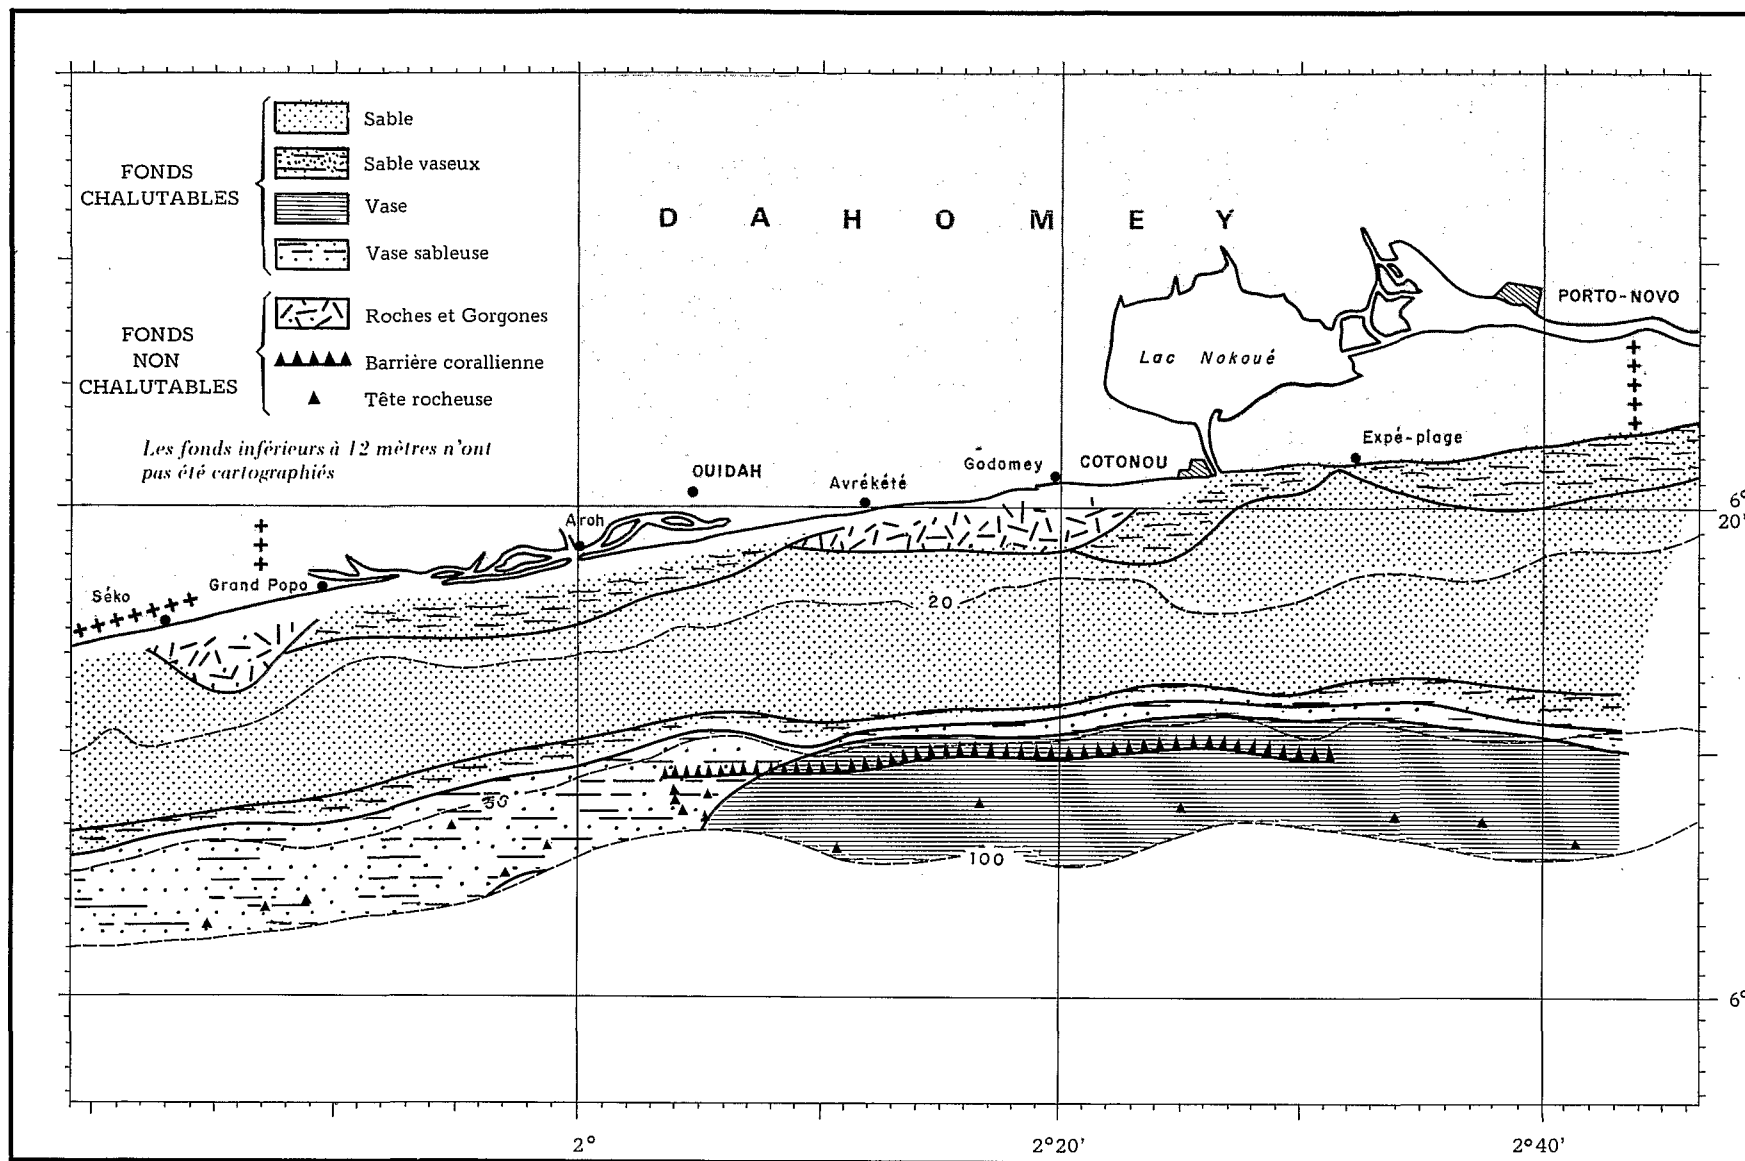 FONDS
CHALUTABLES
Sable
Sable vaseux
Vase
Vase sableuse
FONDS
NON
CHALUTABLES
Roches et Gorgones
Barrière corallienne
Tête rocheuse
Les fonds inférieurs à 12 mètres n'ont
pas été cartographiés
DAHOMEY
PORTO-NOVO
Lac Nokoué
Expé-plage
COTONOU
Godomey
OUIDAH
Avrékété
Aroh
Grand Popo
Séko
6°
20'
20
50
100
6°
2°
2°20'
2°40'